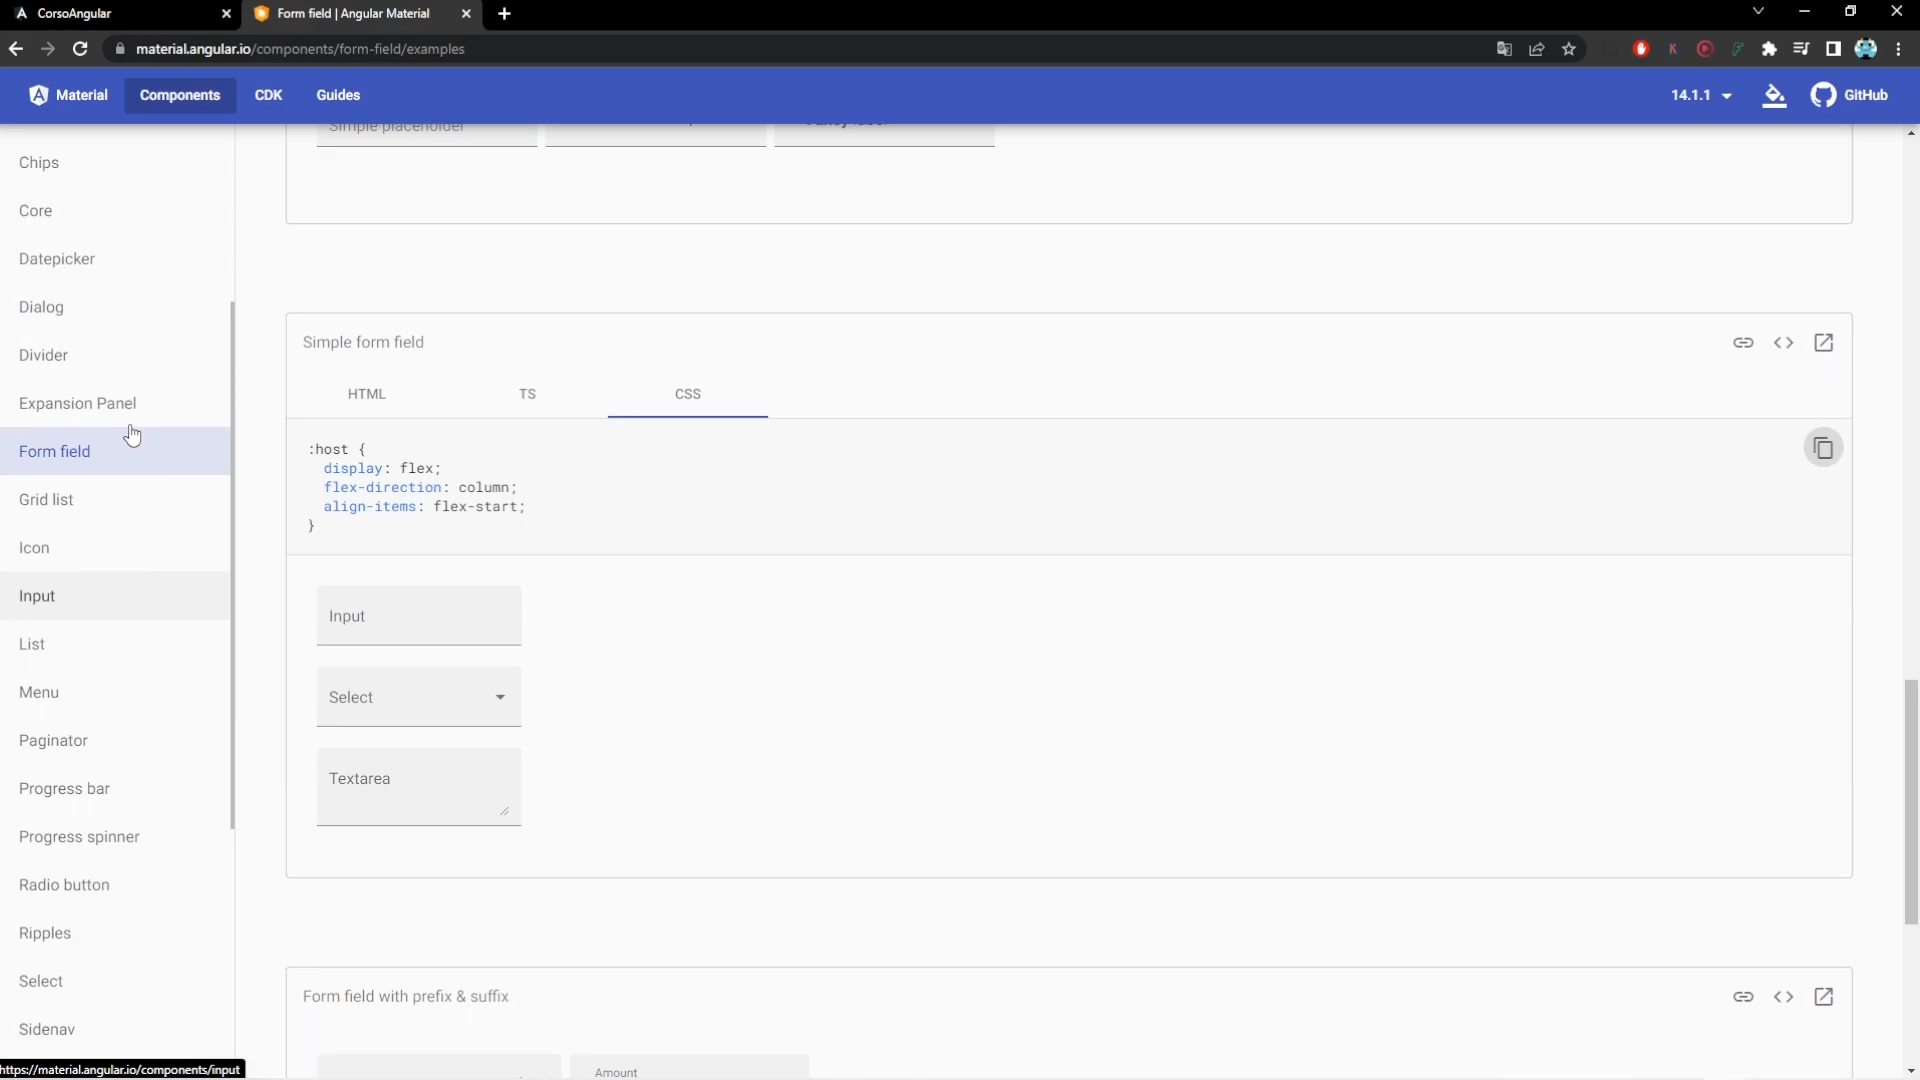 CorsoAngular
Form field | Angular Material
material.angular.io/components/form-field/examples
Material
Components
CDK
Guides
14.1.1
GitHub
Chips
Core
Datepicker
Dialog
Divider
Expansion Panel
Form field
Grid list
Icon
Input
List
Menu
Paginator
Progress bar
Progress spinner
Radio button
Ripples
Select
Sidenav
https://material.angular.io/components/input
Simple placeholder
Simple form field
HTML
TS
CSS
:host {
display: flex;
flex-direction: column;
align-items: flex-start;
}
Input
Select
Textarea
Form field with prefix & suffix
Amount